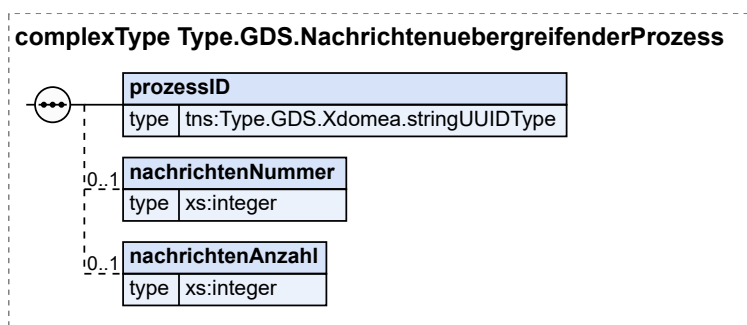 complexType Type.GDS.NachrichtenuebergreifenderProzess
prozessID
type tns:Type.GDS.Xdomea.stringUUIDType
0..1 nachrichtenNummer
type xs:integer
0..1 nachrichtenAnzahl
type xs:integer